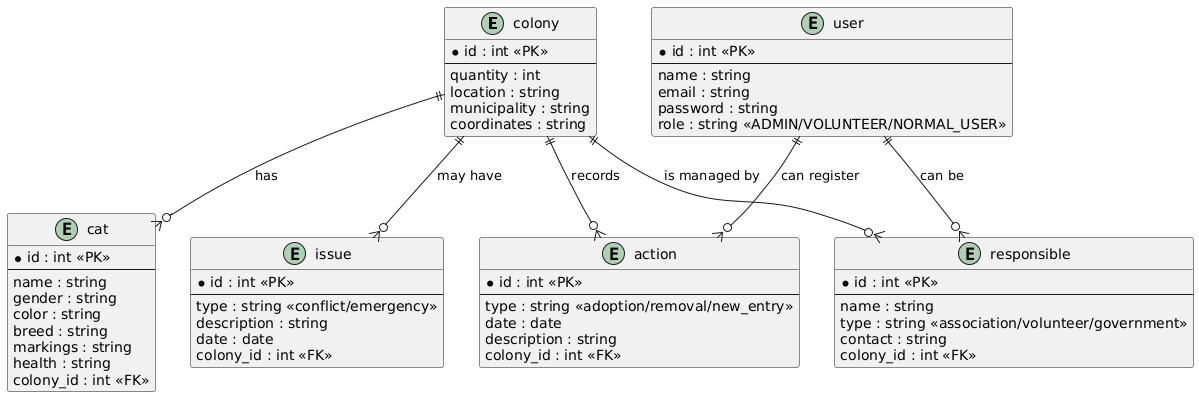 E colony
* id : int «PK»
quantity : int
location : string
municipality : string
coordinates : string
E user
* id : int «PK»
name : string
email : string
password : string
role : string «ADMIN/VOLUNTEER/NORMAL_USER»
has
may have
records
is managed by
can register
can be
E cat
* id : int «PK»
name : string
gender : string
color : string
breed : string
markings : string
health : string
colony_id : int «FK»
E issue
* id : int «PK»
type : string «conflict/emergency»
description : string
date : date
colony_id : int «FK»
E action
* id : int «PK»
type : string «adoption/removal/new_entry»
date : date
description : string
colony_id : int «FK»
E responsible
* id : int «PK»
name : string
type : string «association/volunteer/government»
contact : string
colony_id : int «FK»